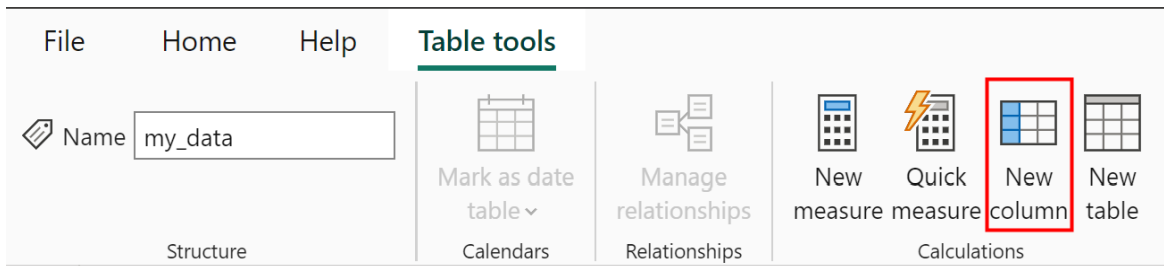 File Home Help Table tools
Name my_data
Mark as date
table
Manage
relationships
New
measure
Quick
measure
New
column
New
table
Structure Calendars Relationships Calculations